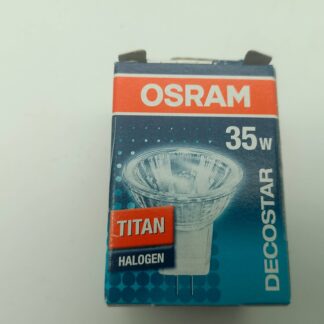 OSRAM
35W
DECOSTAR
TITAN
HALOGEN